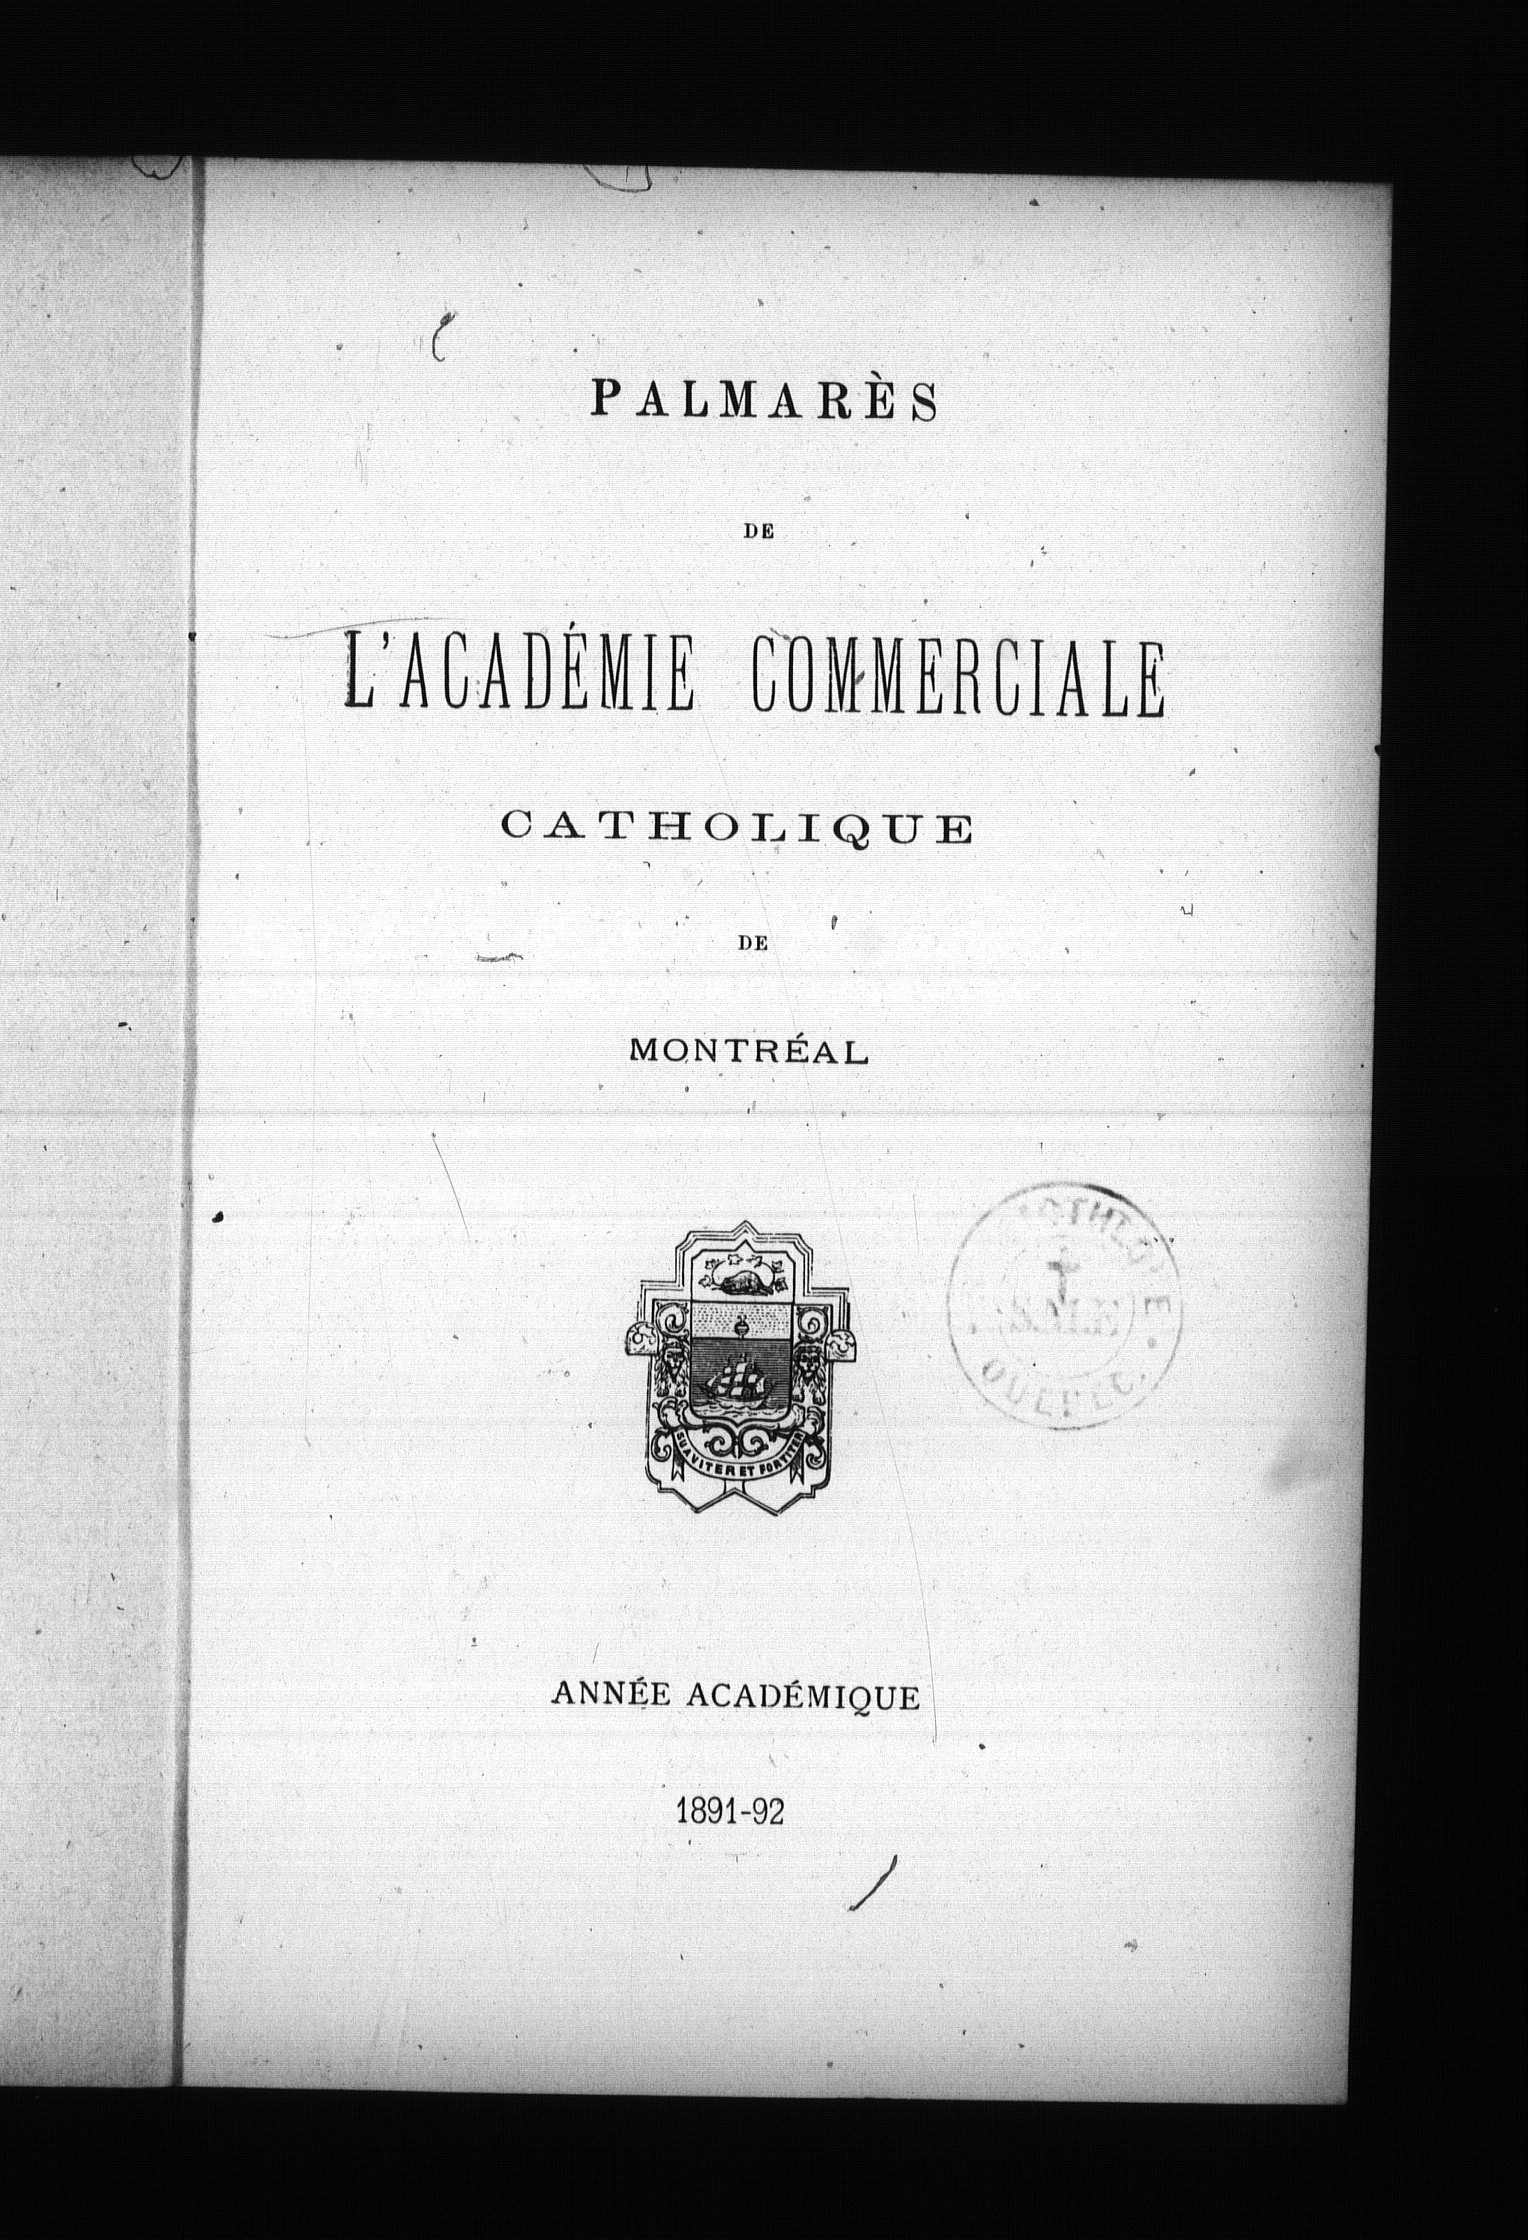 PALMARÈS
DE
L'ACADÉMIE COMMERCIALE
CATHOLIQUE
DE
MONTRÉAL
SUAVITER ET FORTITER
ANNÉE ACADÉMIQUE
1891-92